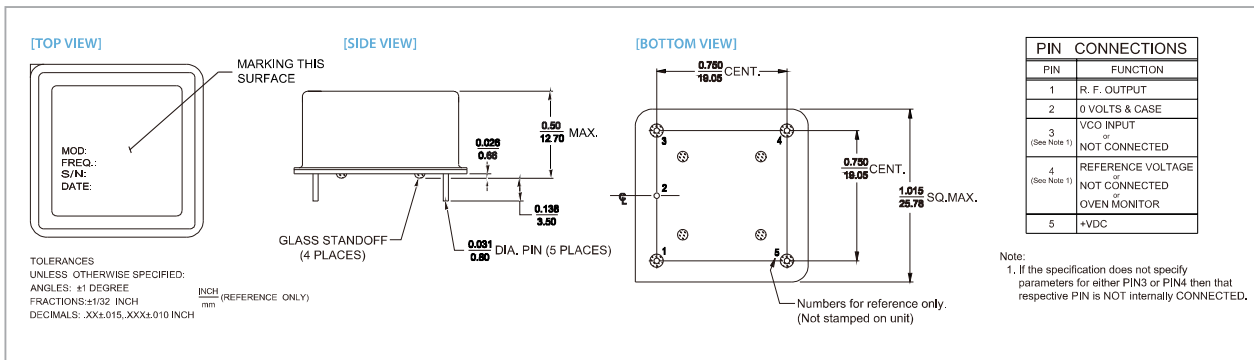 [TOP VIEW]
MARKING THIS
SURFACE
MOD:
FREQ.:
S/N:
DATE:
TOLERANCES
UNLESS OTHERWISE SPECIFIED:
ANGLES: ±1 DEGREE
FRACTIONS:±1/32 INCH
DECIMALS: .XX±.015,.XXX±.010 INCH
INCH
mm
(REFERENCE ONLY)
[SIDE VIEW]
0.50
12.70
MAX.
0.026
0.66
0.138
3.50
GLASS STANDOFF
(4 PLACES)
0.031
0.80
DIA. PIN (5 PLACES)
[BOTTOM VIEW]
0.750
19.05
CENT.
3
4
2
℄
1
5
0.750
19.05
CENT.
1.015
25.78
SQ.MAX.
Numbers for reference only.
(Not stamped on unit)
PIN CONNECTIONS
PIN FUNCTION
1 R. F. OUTPUT
2 0 VOLTS & CASE
3
(See Note 1)
VCO INPUT
or
NOT CONNECTED
4
(See Note 1)
REFERENCE VOLTAGE
or
NOT CONNECTED
or
OVEN MONITOR
5 +VDC
Note:
1. If the specification does not specify
parameters for either PIN3 or PIN4 then that
respective PIN is NOT internally CONNECTED.